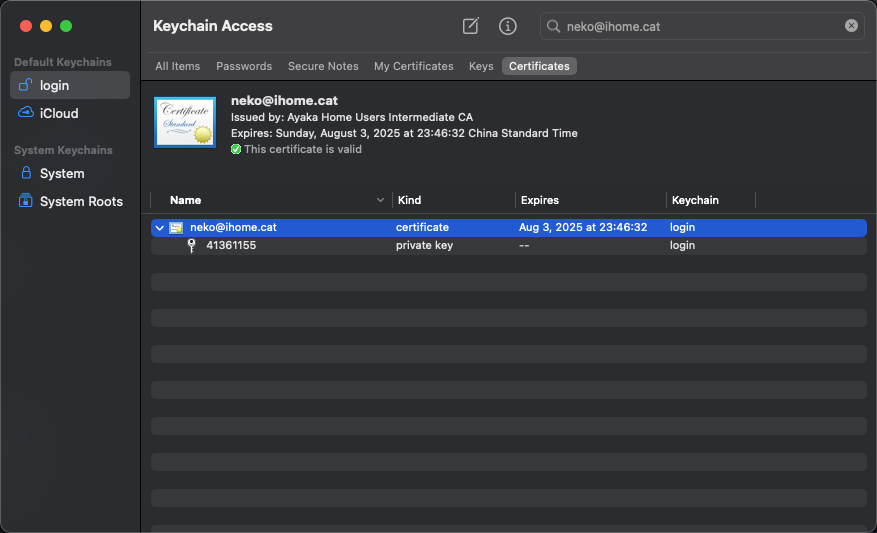 Keychain Access
neko@ihome.cat
Default Keychains
login
iCloud
System Keychains
System
System Roots
All Items Passwords Secure Notes My Certificates Keys Certificates
Certificate
Standard
neko@ihome.cat
Issued by: Ayaka Home Users Intermediate CA
Expires: Sunday, August 3, 2025 at 23:46:32 China Standard Time
This certificate is valid
Name Kind Expires Keychain
neko@ihome.cat certificate Aug 3, 2025 at 23:46:32 login
41361155 private key -- login